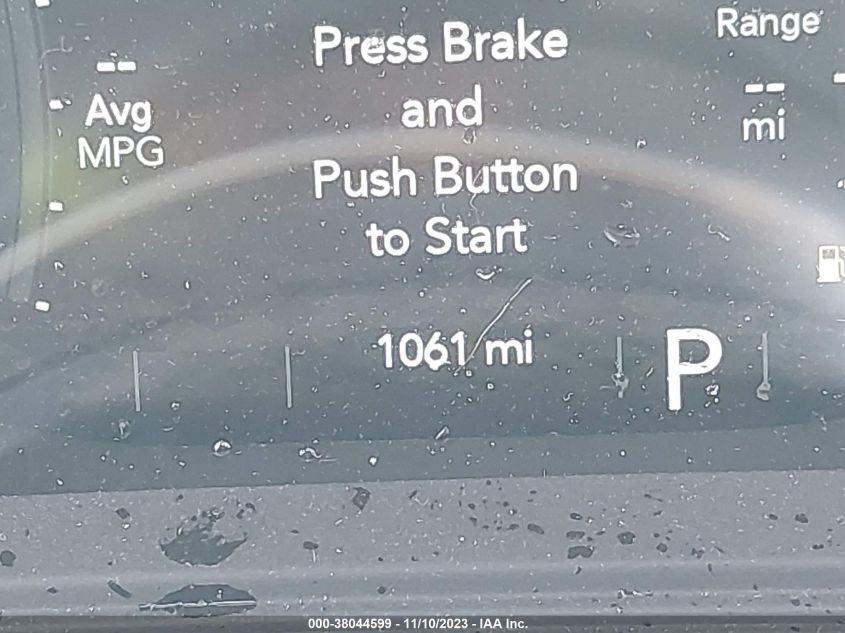 Range
Press Brake
--
--
and
Avg
mi
MPG
Push Button
to Start
1061 mi
P
000-38044599 - 11/10/2023 - IAA Inc.